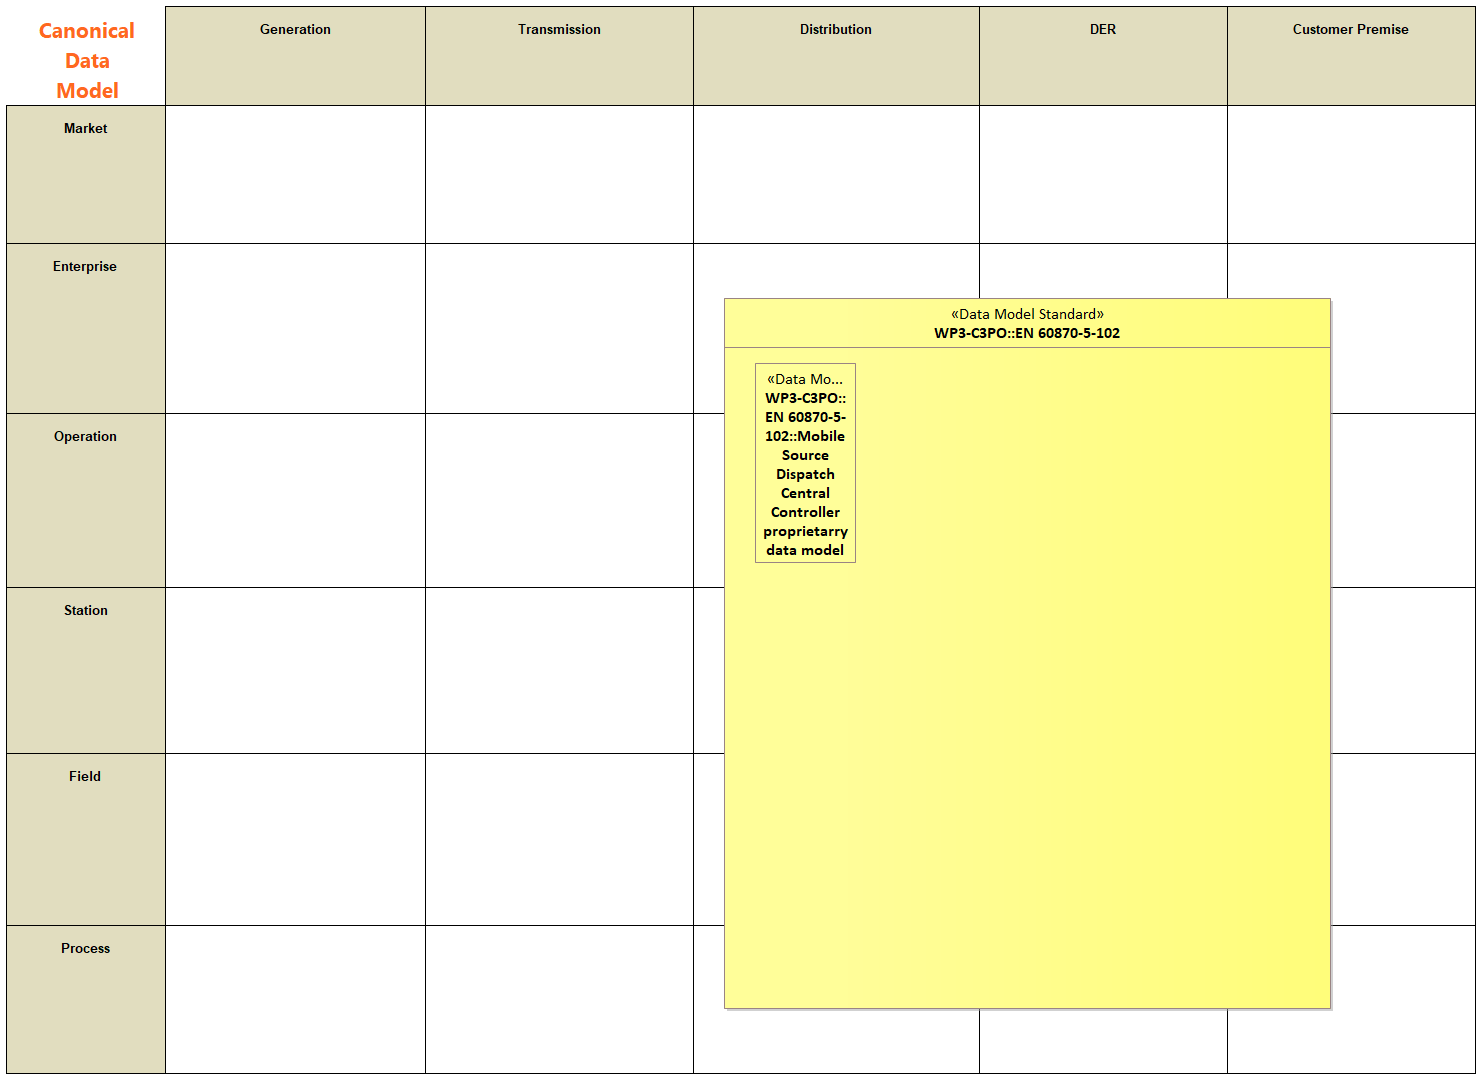 Canonical
Data
Model
Generation
Transmission
Distribution
DER
Customer Premise
Market
Enterprise
«Data Model Standard»
WP3-C3PO::EN 60870-5-102
«Data Mo...
WP3-C3PO::
EN 60870-5-
102::Mobile
Source
Dispatch
Central
Controller
proprietarry
data model
Operation
Station
Field
Process